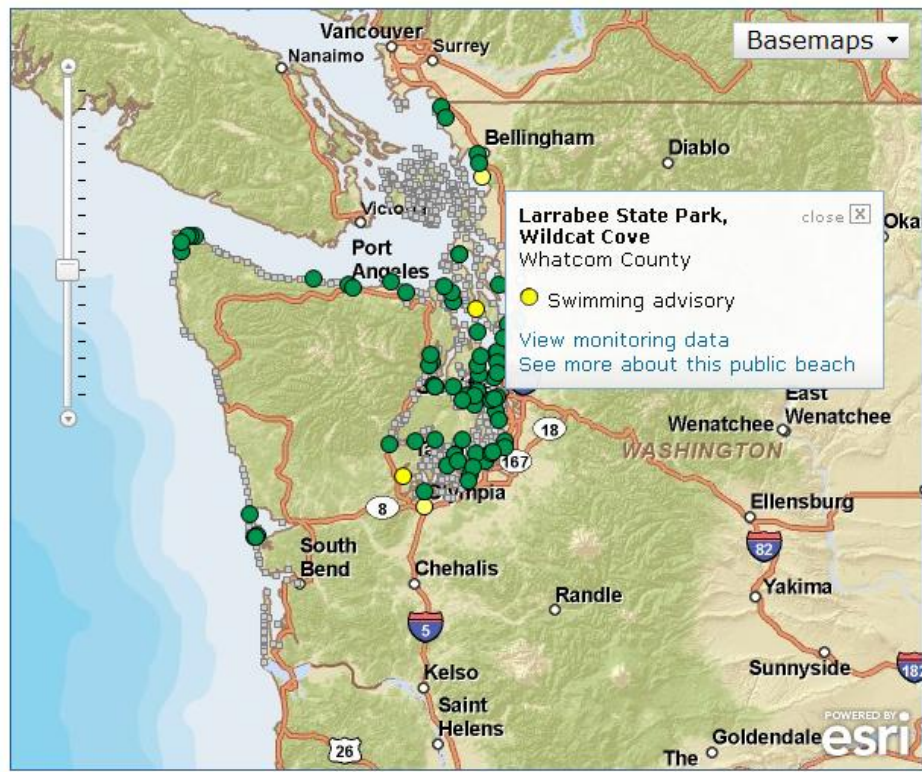 Vancouver
Surrey
Nanaimo
Basemaps
Bellingham
Diablo
Larrabee State Park,
Wildcat Cove
close X
Whatcom County
Swimming advisory
View monitoring data
See more about this public beach
Oka
Port
Angeles
East
Wenatchee
Wenatchee
18
WASHINGTON
167
8
Ellensburg
82
South
Bend
Chehalis
Randle
Yakima
5
Sunnyside
182
Kelso
Saint
Helens
26
Goldendale
The
POWERED BY
esri